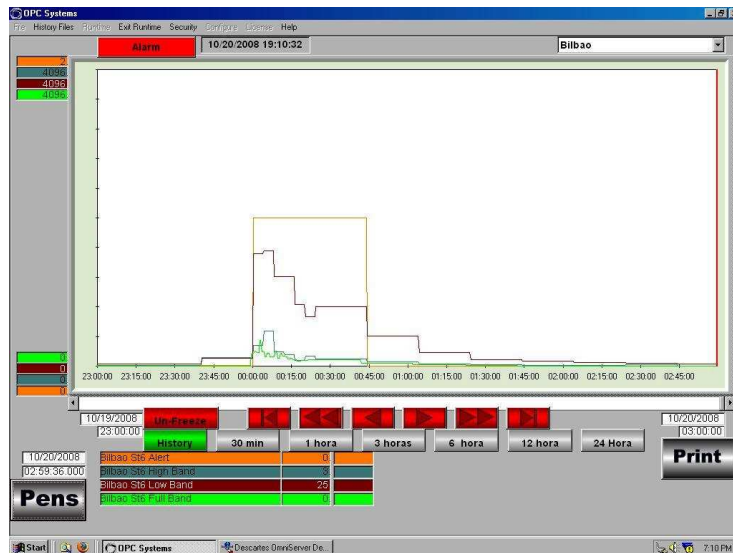 OPC Systems
File History Files Runtime Exit Runtime Security Configure License Help
Alarm 10/20/2008 19:10:32 Bilbao
2
4096
4096
4096
0
0
0
0
23:00:00 23:15:00 23:30:00 23:45:00 00:00:00 00:15:00 00:30:00 00:45:00 01:00:00 01:15:00 01:30:00 01:45:00 02:00:00 02:15:00 02:30:00 02:45:00
10/19/2008 Un-Freeze 10/20/2008
23:00:00 03:00:00
History 30 min 1 hora 3 horas 6 hora 12 hora 24 Hora
Print
10/20/2008 Bilbao St6 Alert 0
02:59:36.000 Bilbao St6 High Band 3
Bilbao St6 Low Band 25
Pens Bilbao St6 Full Band 0
Start OPC Systems Descartes OmniServer De... 7:10 PM